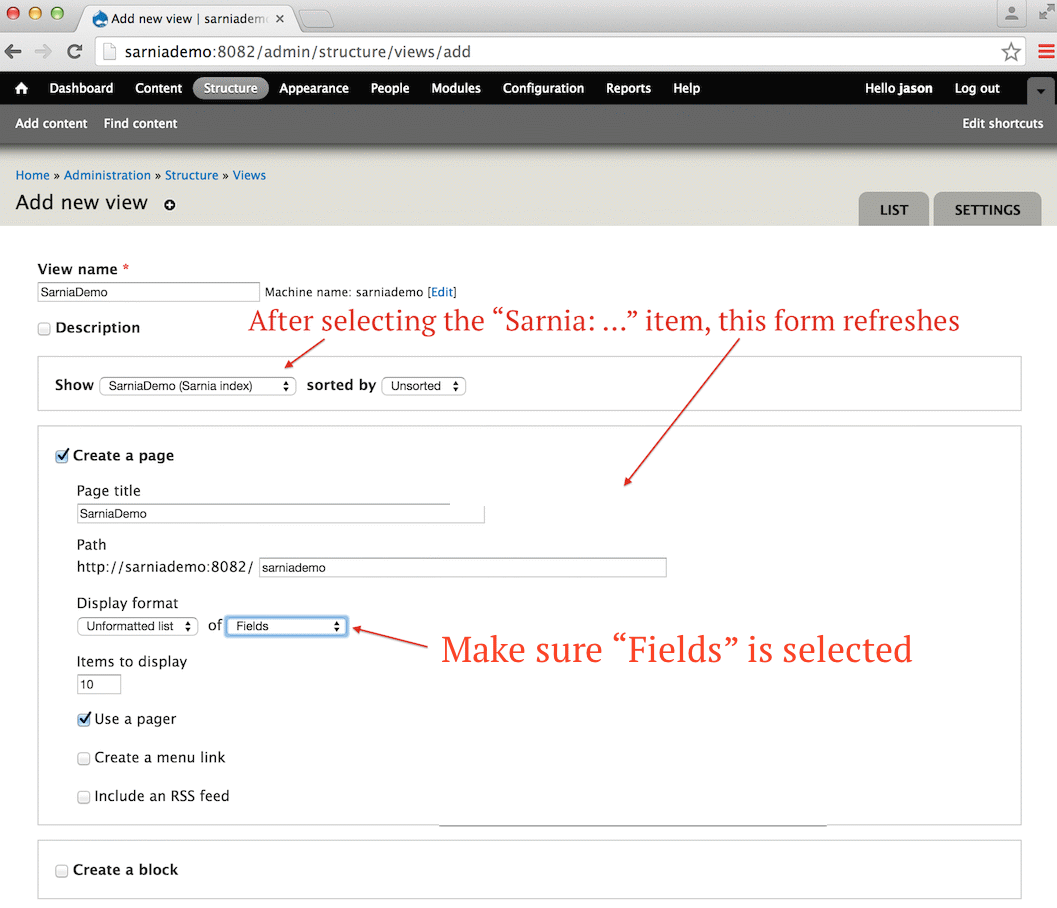 Add new view | sarniadem
sarniademo:8082/admin/structure/views/add
Dashboard Content Structure Appearance People Modules Configuration Reports Help Hello jason Log out
Add content Find content Edit shortcuts
Home » Administration » Structure » Views
Add new view
LIST SETTINGS
View name *
SarniaDemo Machine name: sarniademo [Edit]
After selecting the “Sarnia: ...” item, this form refreshes
Description
Show SarniaDemo (Sarnia index) sorted by Unsorted
Create a page
Page title
SarniaDemo
Path
http://sarniademo:8082/ sarniademo
Display format
Unformatted list of Fields
Make sure “Fields” is selected
Items to display
10
Use a pager
Create a menu link
Include an RSS feed
Create a block